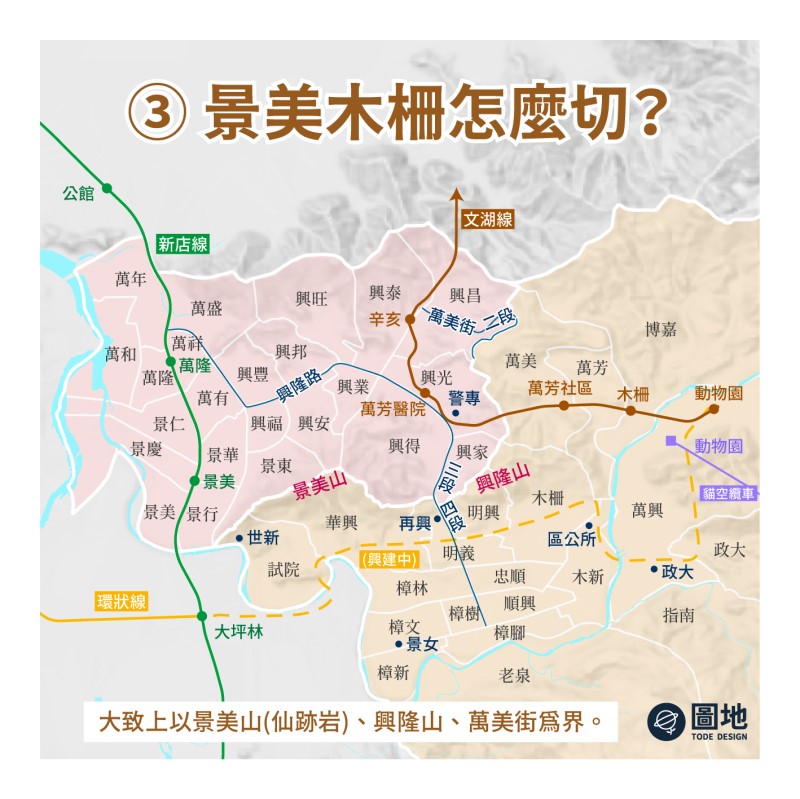 ③ 景美木柵怎麼切？
公館
文湖線
新店線
萬年
萬盛
興旺
興泰
興昌
辛亥
萬美街 二段
博嘉
萬和
萬祥
萬隆
萬隆
興邦
興豐
興隆路
興業
興光
萬美
萬芳
萬有
萬芳醫院
警專
萬芳社區
木柵
動物園
景仁
興福
興安
景慶
景華
景東
興得
興家
動物園
景美
景美山
三段
四段
興隆山
貓空纜車
景美
景行
華興
再興
明興
木柵
萬興
世新
區公所
試院
(興建中)
明義
政大
樟林
忠順
木新
政大
環狀線
樟樹
順興
指南
大坪林
樟文
樟腳
景女
樟新
老泉
大致上以景美山(仙跡岩)、興隆山、萬美街爲界。
圖地
TODE DESIGN